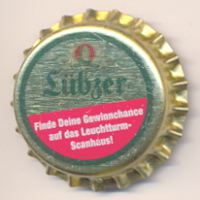 Lübzer
Finde Deine Gewinnchance
auf das Leuchtturm-
Scanhaus!